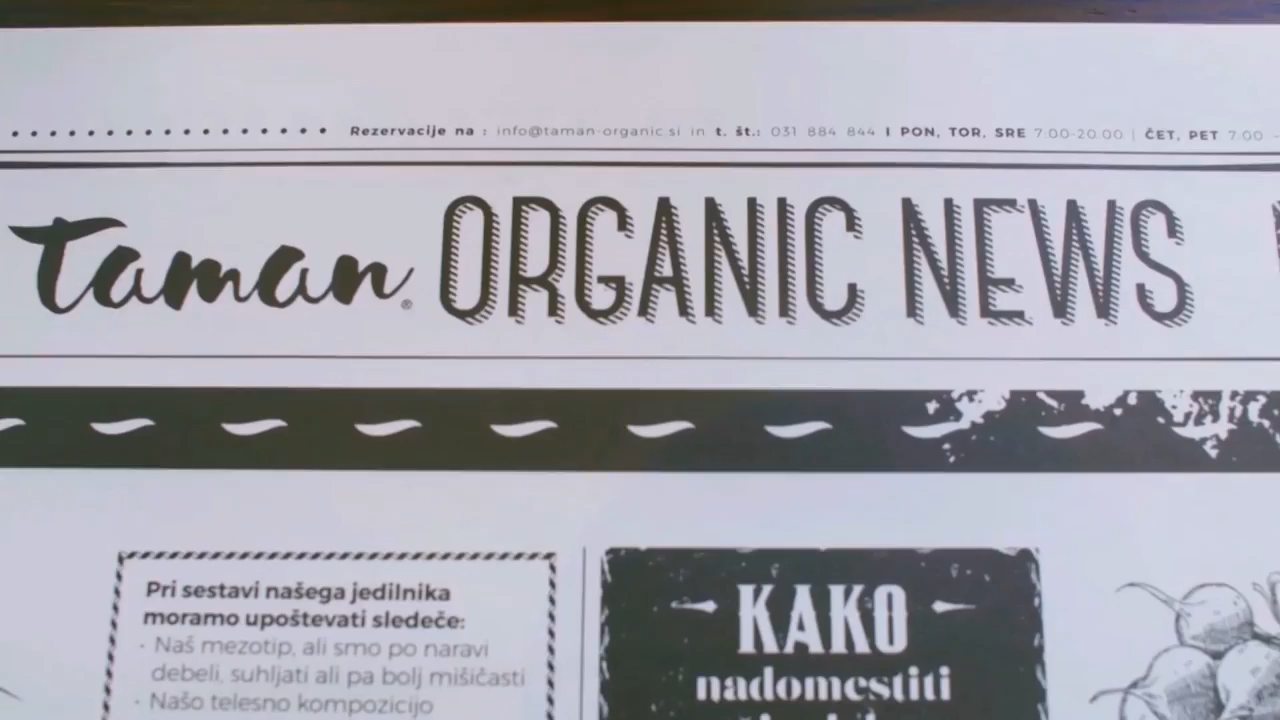 Rezervacije na : info@taman-organic.si in t. št.: 031 884 844 I PON, TOR, SRE 7:00-20:00 | ČET, PET 7:00 -
Taman® ORGANIC NEWS
Pri sestavi našega jedilnika
moramo upoštevati sledeče:
· Naš mezotip, ali smo po naravi
debeli, suhljati ali pa bolj mišičasti
· Našo telesno kompozicijo
KAKO
nadomestiti